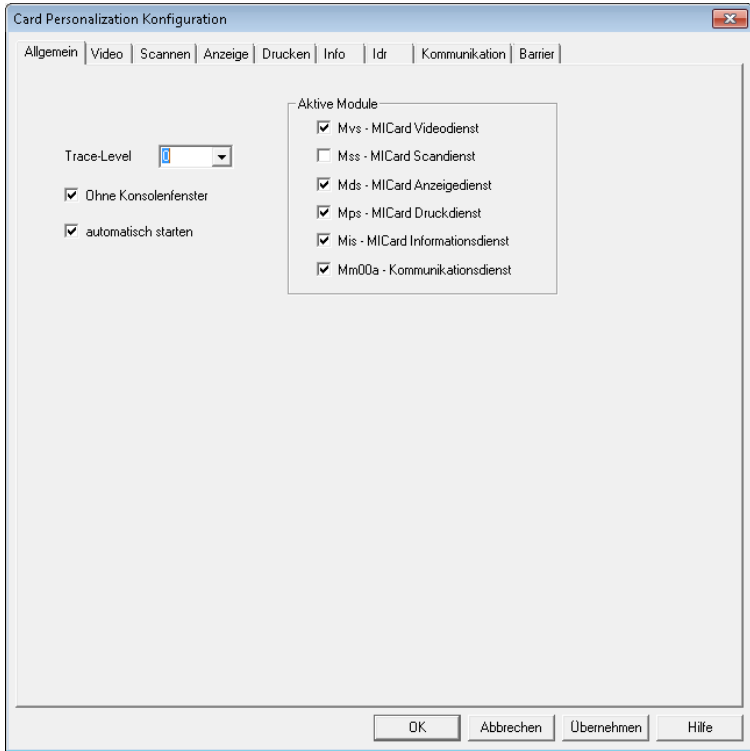 Card Personalization Konfiguration
Allgemein Video Scannen Anzeige Drucken Info Idr Kommunikation Barrier
Aktive Module
Mvs - MICard Videodienst
Trace-Level 0
Mss - MICard Scandienst
Mds - MICard Anzeigedienst
Ohne Konsolenfenster
Mps - MICard Druckdienst
automatisch starten
Mis - MICard Informationsdienst
Mm00a - Kommunikationsdienst
OK Abbrechen Übernehmen Hilfe